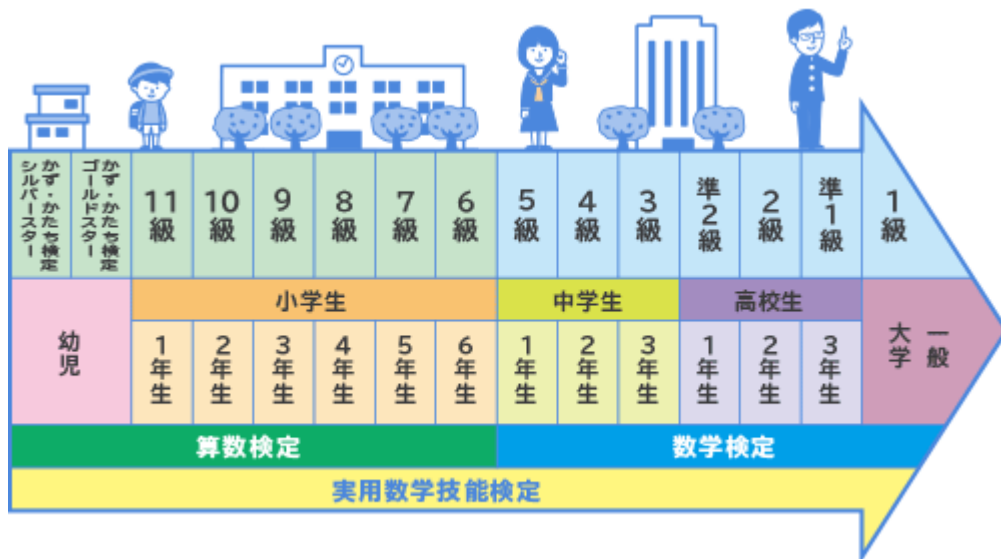 かず・かたち検定
シルバースター
かず・かたち検定
ゴールドスター
11級
10級
9級
8級
7級
6級
5級
4級
3級
準2級
2級
準1級
1級
幼児
小学生
中学生
高校生
1年生
2年生
3年生
4年生
5年生
6年生
1年生
2年生
3年生
1年生
2年生
3年生
大学
一般
算数検定
数学検定
実用数学技能検定